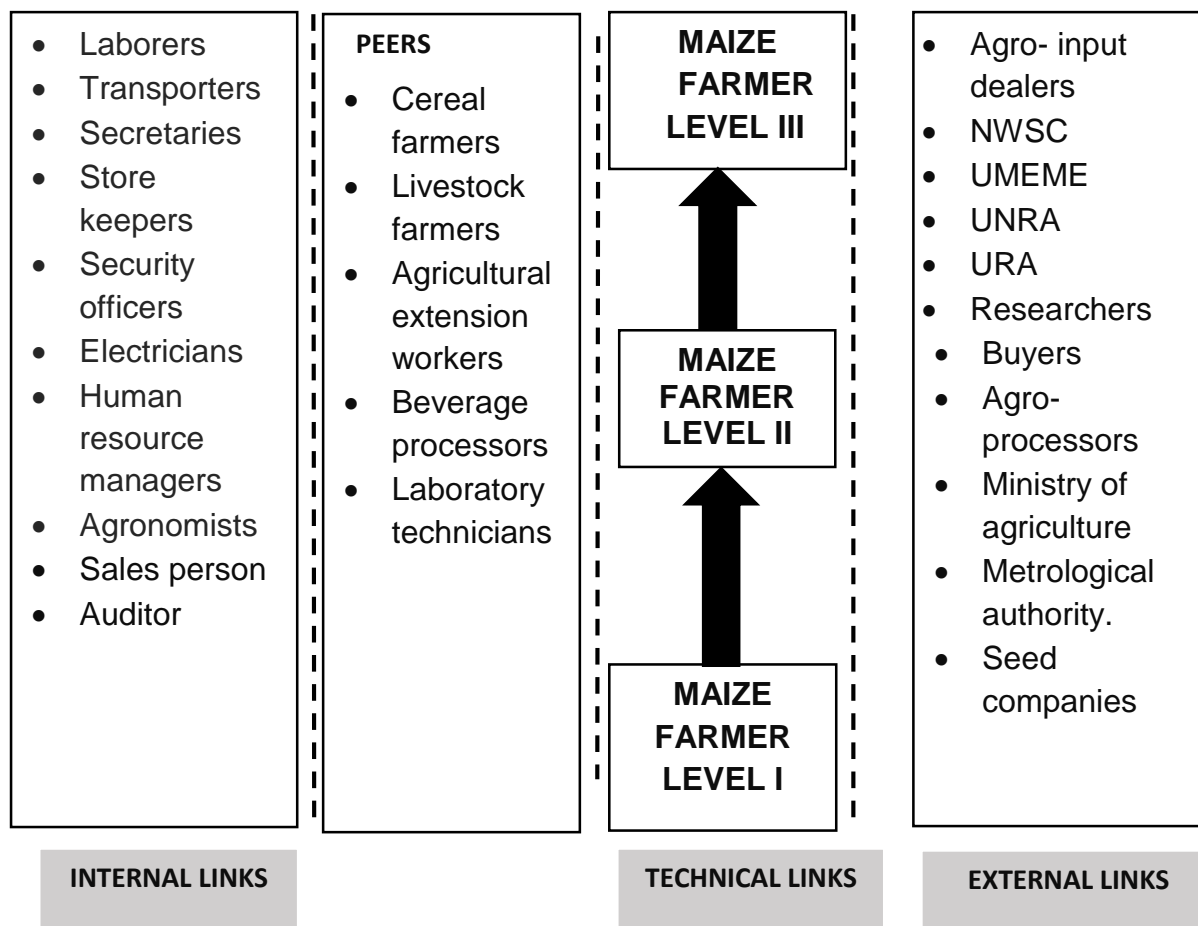 • Laborers
• Transporters
• Secretaries
• Store
keepers
• Security
officers
• Electricians
• Human
resource
managers
• Agronomists
• Sales person
• Auditor
PEERS
• Cereal
farmers
• Livestock
farmers
• Agricultural
extension
workers
• Beverage
processors
• Laboratory
technicians
MAIZE
FARMER
LEVEL III
MAIZE
FARMER
LEVEL II
MAIZE
FARMER
LEVEL I
• Agro- input
dealers
• NWSC
• UMEME
• UNRA
• URA
• Researchers
• Buyers
• Agro-
processors
• Ministry of
agriculture
• Metrological
authority.
• Seed
companies
INTERNAL LINKS
TECHNICAL LINKS
EXTERNAL LINKS